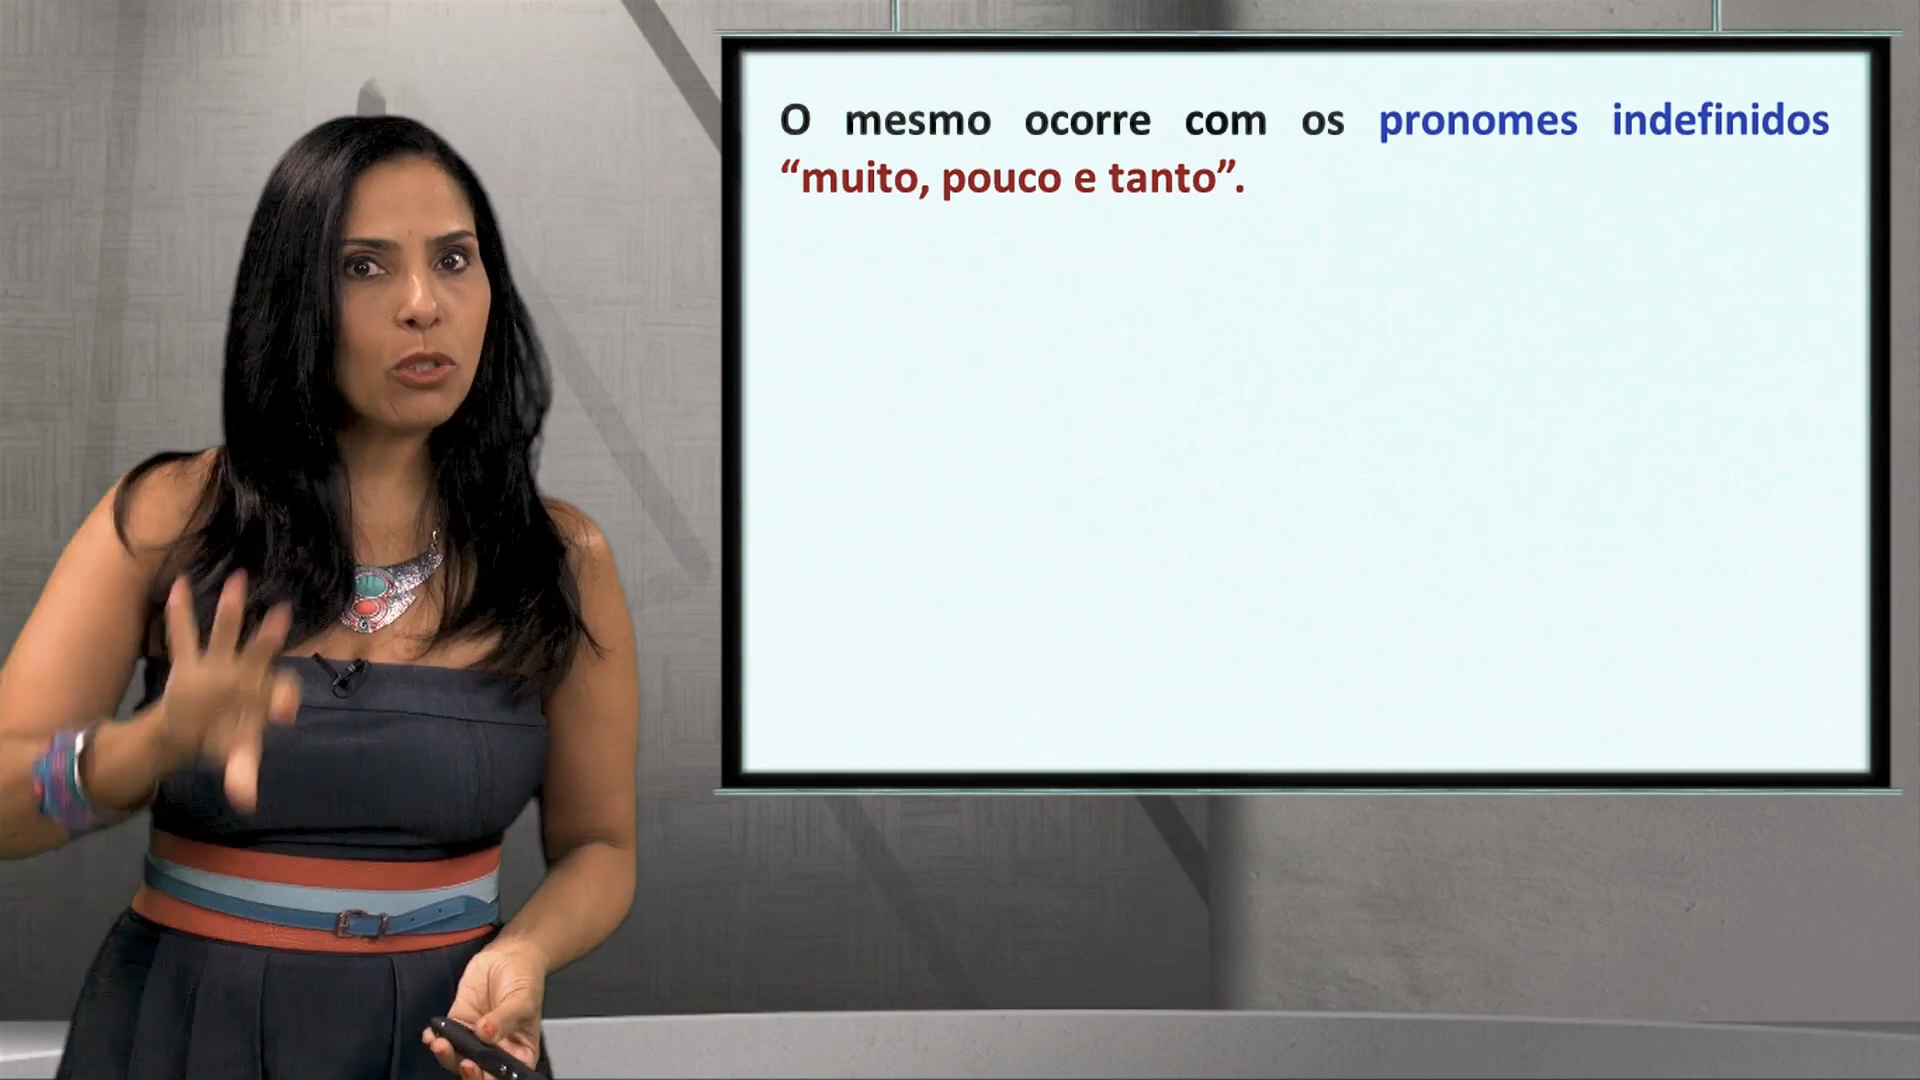 O mesmo ocorre com os pronomes indefinidos
“muito, pouco e tanto”.